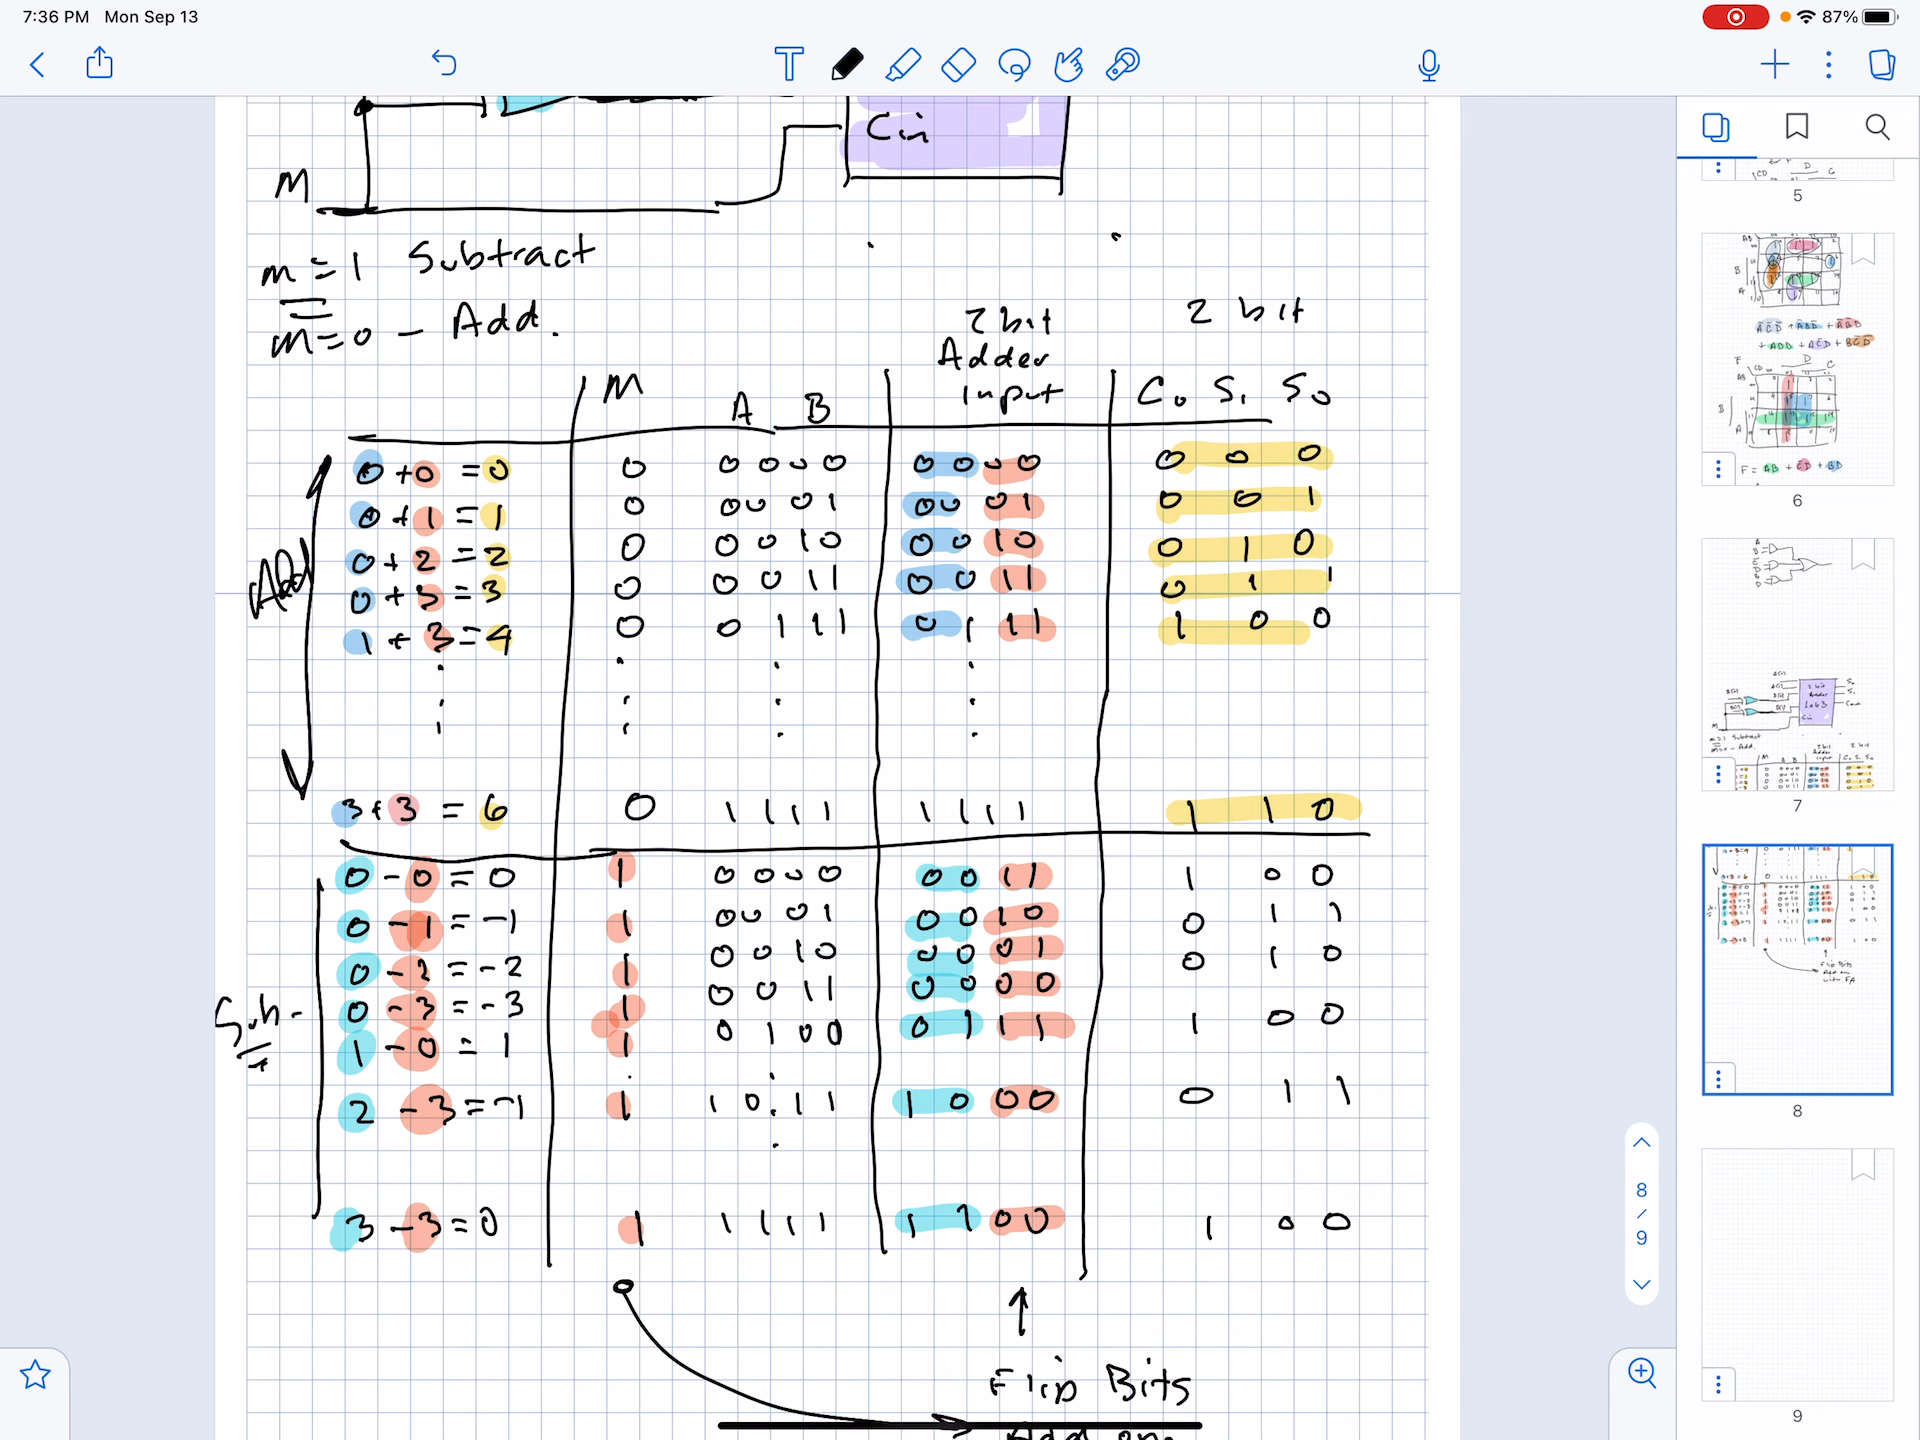 7:36 PM Mon Sep 13
87%
T
Cin
M
m=1 Subtract
m=0 - Add.
2 bit Adder Input
2 bit
M A B C₀ S₁ S₀
Add
0 + 0 = 0 0 0 0 0 0 0 0 0 0 0 0 0
0 + 1 = 1 0 0 0 0 1 0 0 0 1 0 0 1
0 + 2 = 2 0 0 0 1 0 0 0 1 0 0 1 0
0 + 3 = 3 0 0 0 1 1 0 0 1 1 0 1 1
1 + 3 = 4 0 0 1 1 1 0 1 1 1 1 0 0
3 + 3 = 6 0 1 1 1 1 1 1 1 1 1 1 0
Sub-
0 - 0 = 0 1 0 0 0 0 0 0 1 1 1 0 0
0 - 1 = -1 1 0 0 0 1 0 0 1 0 0 1 1
0 - 2 = -2 1 0 0 1 0 0 0 0 1 0 1 0
0 - 3 = -3 1 0 0 1 1 0 0 0 0
1 - 0 = 1 1 0 1 0 0 0 1 1 1 1 0 0
2 - 3 = -1 1 1 0 1 1 1 0 0 0 0 1 1
3 - 3 = 0 1 1 1 1 1 1 1 0 0 1 0 0
Flip Bits
Add one
5
6
7
8
9
8
/
9